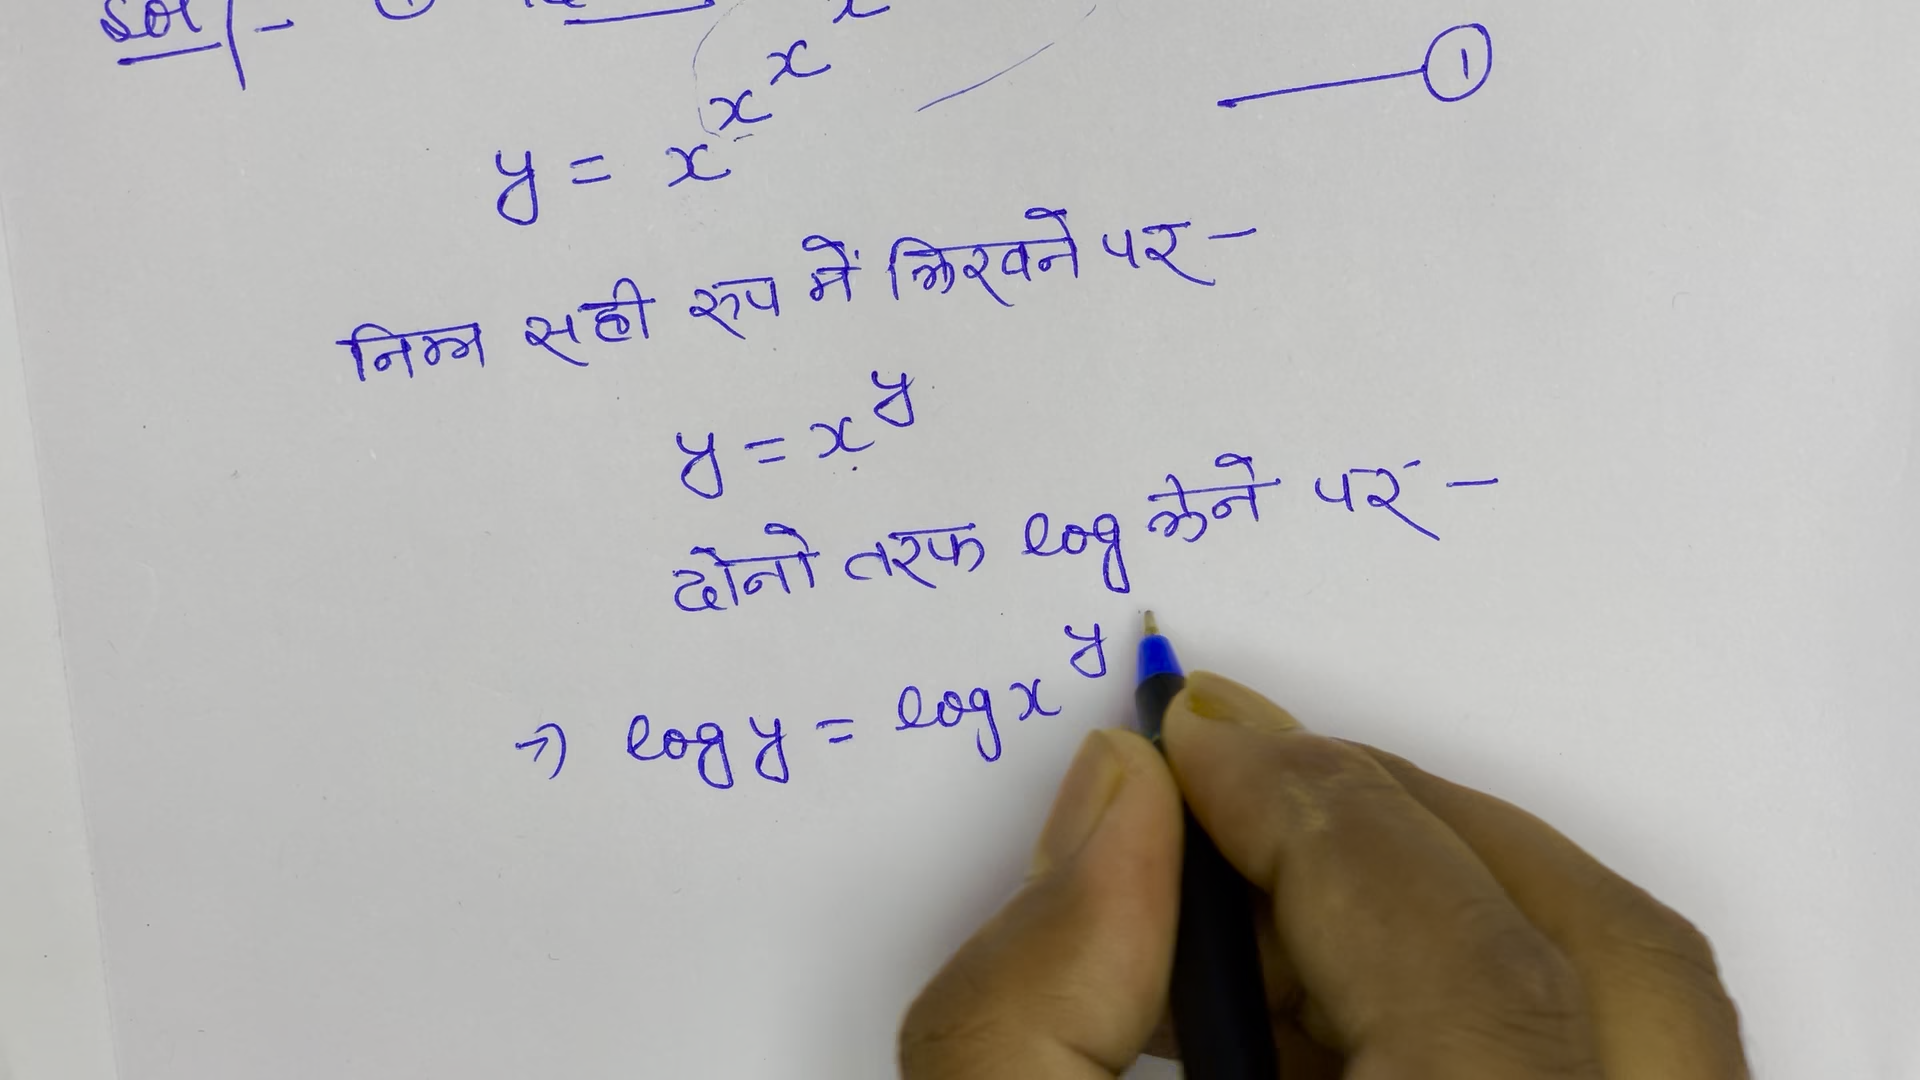 Sol/-
y = x^x^x^x ——①
निम्न सही रुप में लिखने पर -
y = x^y
दोनो तरफ log लेने पर -
=> log y = log x^y